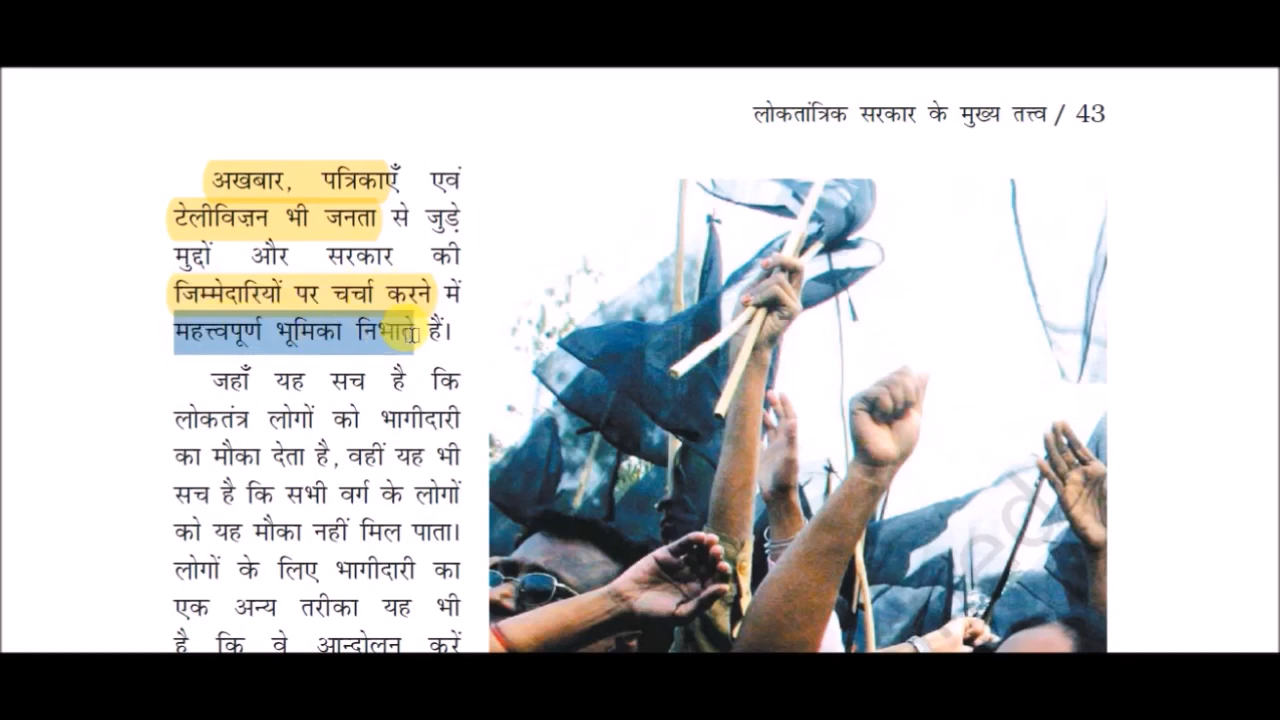 लोकतांत्रिक सरकार के मुख्य तत्त्व / 43
अखबार, पत्रिकाएँ एवं
टेलीविज़न भी जनता से जुड़े
मुद्दों और सरकार की
जिम्मेदारियों पर चर्चा करने में
महत्त्वपूर्ण भूमिका निभाते हैं।
जहाँ यह सच है कि
लोकतंत्र लोगों को भागीदारी
का मौका देता है, वहीं यह भी
सच है कि सभी वर्ग के लोगों
को यह मौका नहीं मिल पाता।
लोगों के लिए भागीदारी का
एक अन्य तरीका यह भी
है कि वे आन्दोलन करें